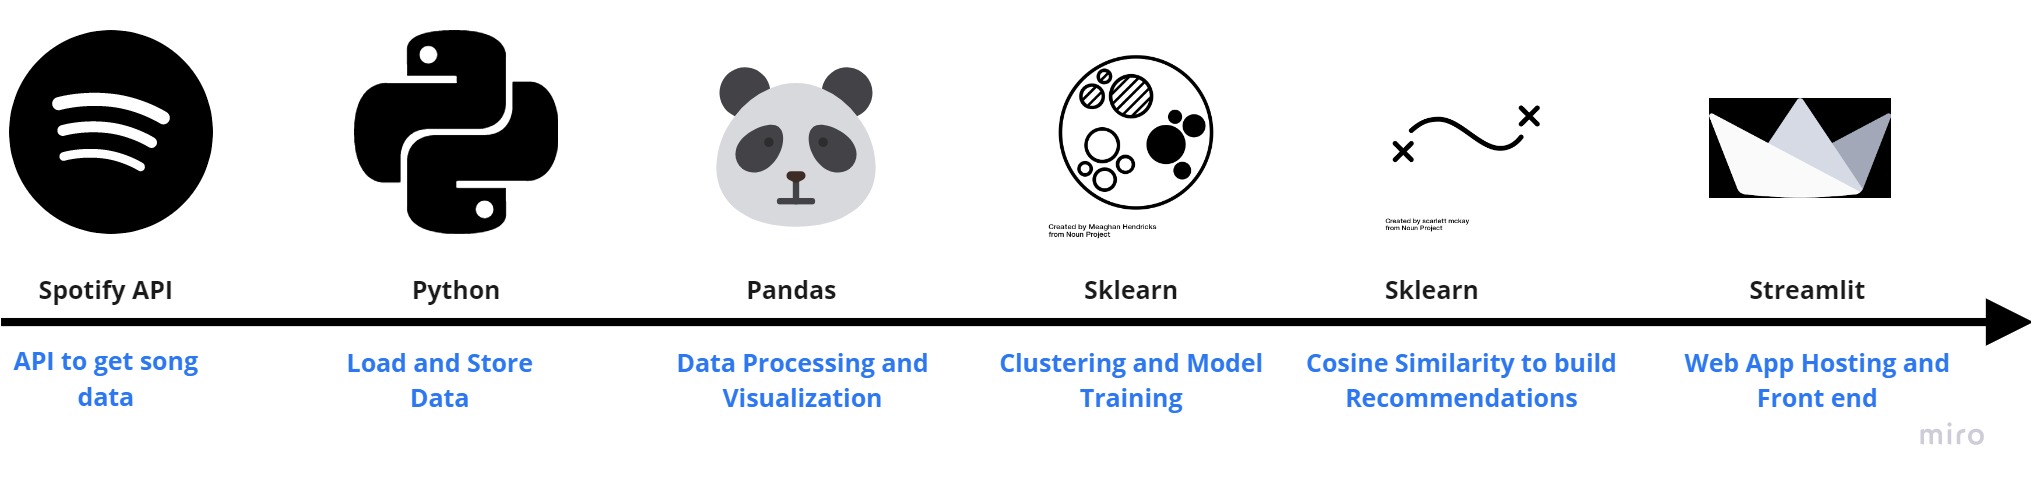 Created by Meaghan Hendricks
from Noun Project
Created by scarlett mckay
from Noun Project
Spotify API
Python
Pandas
Sklearn
Sklearn
Streamlit
API to get song
data
Load and Store
Data
Data Processing and
Visualization
Clustering and Model
Training
Cosine Similarity to build
Recommendations
Web App Hosting and
Front end
miro